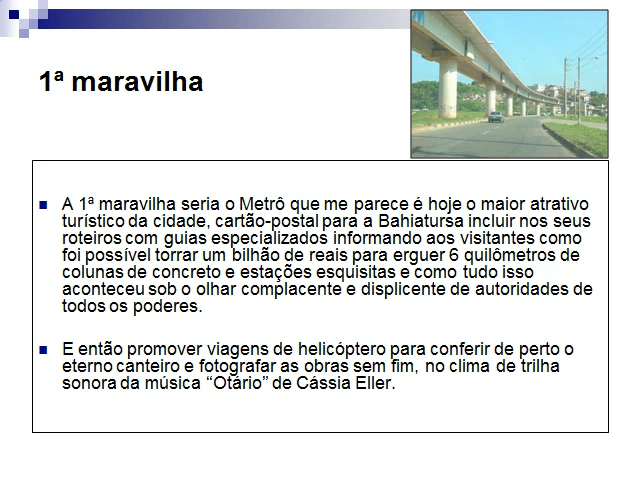 1ª maravilha
A 1ª maravilha seria o Metrô que me parece é hoje o maior atrativo
turístico da cidade, cartão-postal para a Bahiatursa incluir nos seus
roteiros com guias especializados informando aos visitantes como
foi possível torrar um bilhão de reais para erguer 6 quilômetros de
colunas de concreto e estações esquisitas e como tudo isso
aconteceu sob o olhar complacente e displicente de autoridades de
todos os poderes.
E então promover viagens de helicóptero para conferir de perto o
eterno canteiro e fotografar as obras sem fim, no clima de trilha
sonora da música “Otário” de Cássia Eller.